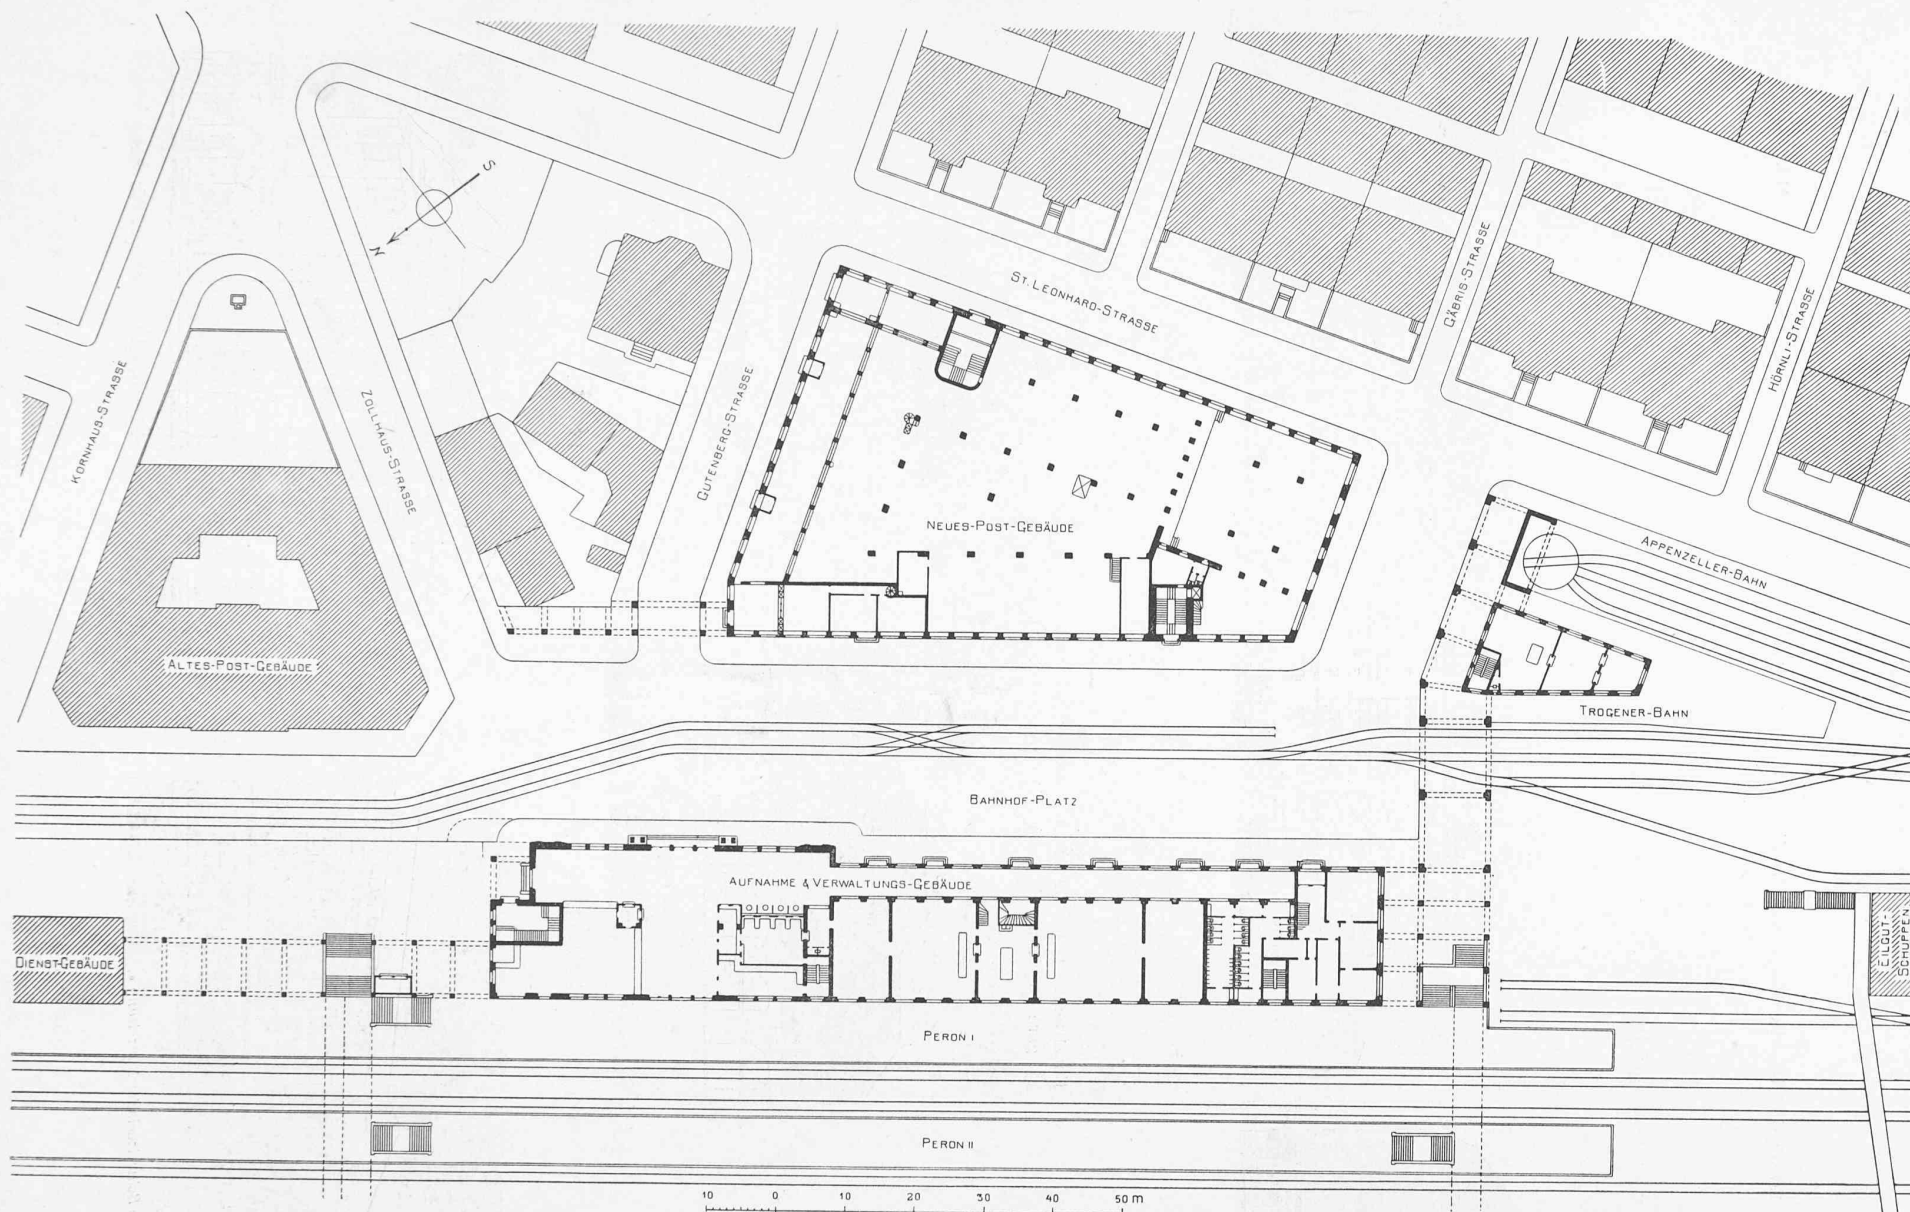 S
N
ST. LEONHARD-STRASSE
GÄBRIS-STRASSE
HÖRNLI-STRASSE
KORNHAUS-STRASSE
ZOLLHAUS-STRASSE
GUTENBERG-STRASSE
NEUES-POST-GEBÄUDE
APPENZELLER-BAHN
ALTES-POST-GEBÄUDE
TROGENER-BAHN
BAHNHOF-PLATZ
AUFNAHME & VERWALTUNGS-GEBÄUDE
DIENST-GEBÄUDE
EILGUT-
SCHUPPEN
PERON I
PERON II
10 0 10 20 30 40 50 m